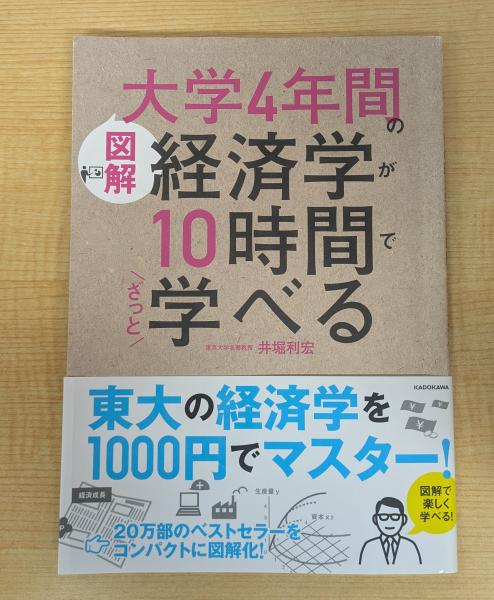 大学4年間の
図解
経済学が
10時間で
ざっと
学べる
東京大学名誉教授 井堀利宏
KADOKAWA
東大の経済学を
1000円でマスター!
経済成長
生産量 y
資本×2
図解で
楽しく
学べる!
20万部のベストセラーを
コンパクトに図解化!